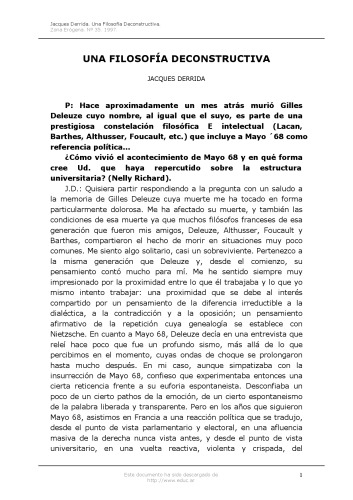 Jacques Derrida. Una Filosofía Deconstructiva.
Zona Erógena. Nº 35. 1997.
UNA FILOSOFÍA DECONSTRUCTIVA
JACQUES DERRIDA
P: Hace aproximadamente un mes atrás murió Gilles
Deleuze cuyo nombre, al igual que el suyo, es parte de una
prestigiosa constelación filosófica E intelectual (Lacan,
Barthes, Althusser, Foucault, etc.) que incluye a Mayo ´68 como
referencia política...
¿Cómo vivió el acontecimiento de Mayo 68 y en qué forma
cree Ud. que haya repercutido sobre la estructura
universitaria? (Nelly Richard).
J.D.: Quisiera partir respondiendo a la pregunta con un saludo a
la memoria de Gilles Deleuze cuya muerte me ha tocado en forma
particularmente dolorosa. Me ha afectado su muerte, y también las
condiciones de esa muerte ya que muchos filósofos franceses de esa
generación que fueron mis amigos, Deleuze, Althusser, Foucault y
Barthes, compartieron el hecho de morir en situaciones muy poco
comunes. Me siento algo solitario, casi un sobreviviente. Pertenezco a
la misma generación que Deleuze y, desde el comienzo, su
pensamiento contó mucho para mí. Me he sentido siempre muy
impresionado por la proximidad entre lo que él trabajaba y lo que yo
mismo intento trabajar: una proximidad que se debe al interés
compartido por un pensamiento de la diferencia irreductible a la
dialéctica, a la contradicción y a la oposición; un pensamiento
afirmativo de la repetición cuya genealogía se establece con
Nietzsche. En cuanto a Mayo 68, Deleuze decía en una entrevista que
releí hace poco que fue un profundo sismo, más allá de lo que
percibimos en el momento, cuyas ondas de choque se prolongaron
hasta mucho después. En mi caso, aunque simpatizaba con la
insurrección de Mayo 68, confieso que experimentaba entonces una
cierta reticencia frente a su euforia espontaneista. Desconfiaba un
poco de un cierto pathos de la emoción, de un cierto espontaneismo
de la palabra liberada y transparente. Pero en los años que siguieron
Mayo 68, asistimos en Francia a una reacción política que se tradujo,
desde el punto de vista parlamentario y electoral, en una afluencia
masiva de la derecha nunca vista antes, y desde el punto de vista
universitario, en una vuelta reactiva, violenta y crispada, del
Este documento ha sido descargado de
http://www.educ.ar
1